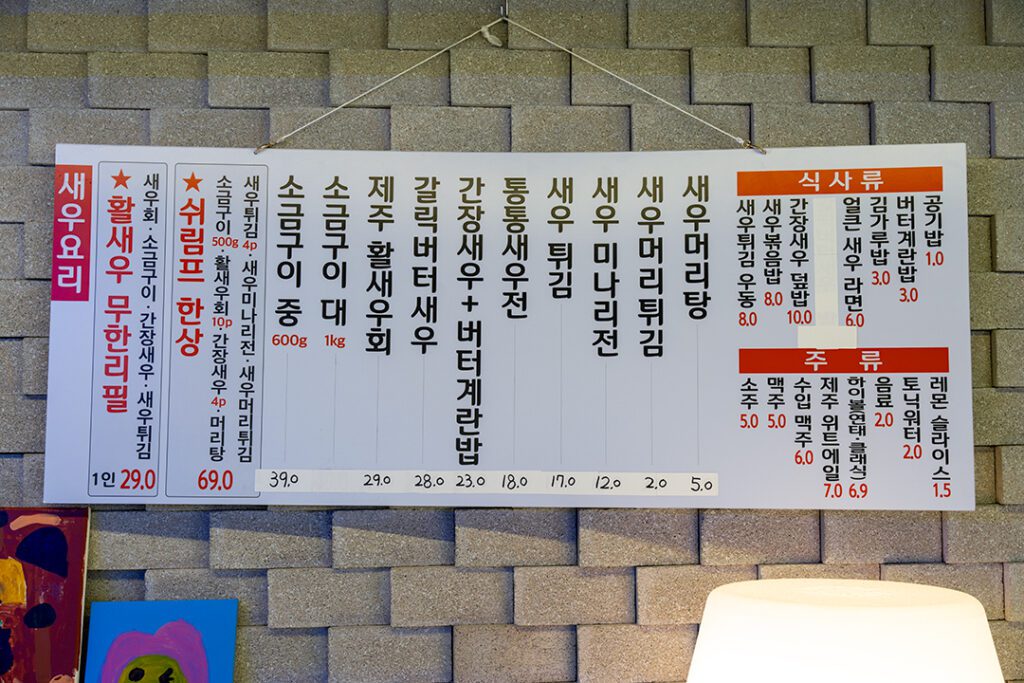 새우요리
★활새우 무한리필
새우회·소금구이·간장새우·새우튀김
1인 29.0
★쉬림프 한상
소금구이 500g·활새우회 10p·간장새우 4p·머리탕
새우튀김 4p·새우미나리전·새우머리튀김
69.0
소금구이 중 600g 39.0
소금구이 대 1kg
제주 활새우회 29.0
갈릭버터새우 28.0
간장새우+버터계란밥 23.0
통통새우전 18.0
새우 튀김 17.0
새우 미나리전 12.0
새우머리튀김 2.0
새우머리탕 5.0
식사류
새우튀김 우동 8.0
새우볶음밥 8.0
간장새우 덮밥 10.0
얼큰 새우 라면 6.0
김가루밥 3.0
버터계란밥 3.0
공기밥 1.0
주류
소주 5.0
맥주 5.0
수입 맥주 6.0
제주 위트에일 7.0
한라볼(연태·클래식) 6.9
음료 2.0
토닉워터 2.0
레몬 슬라이스 1.5